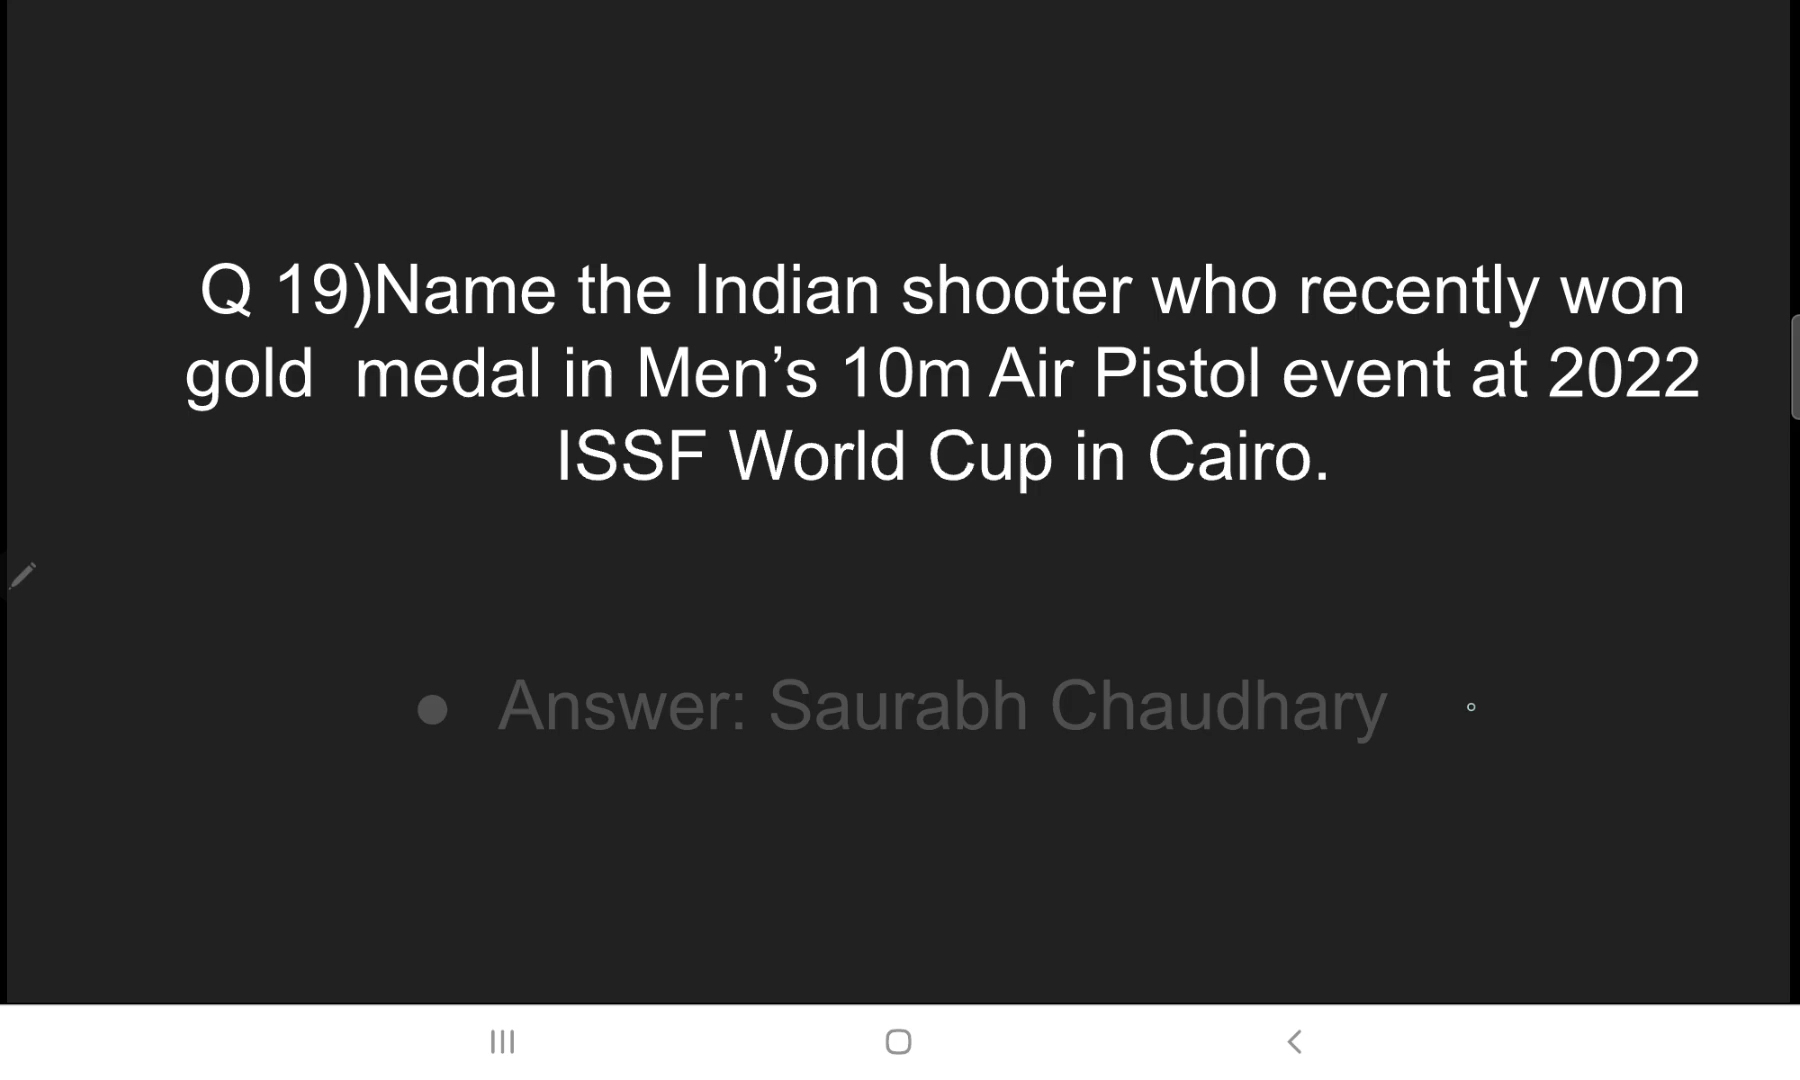 Q 19)Name the Indian shooter who recently won
gold  medal in Men’s 10m Air Pistol event at 2022
ISSF World Cup in Cairo.
● Answer: Saurabh Chaudhary